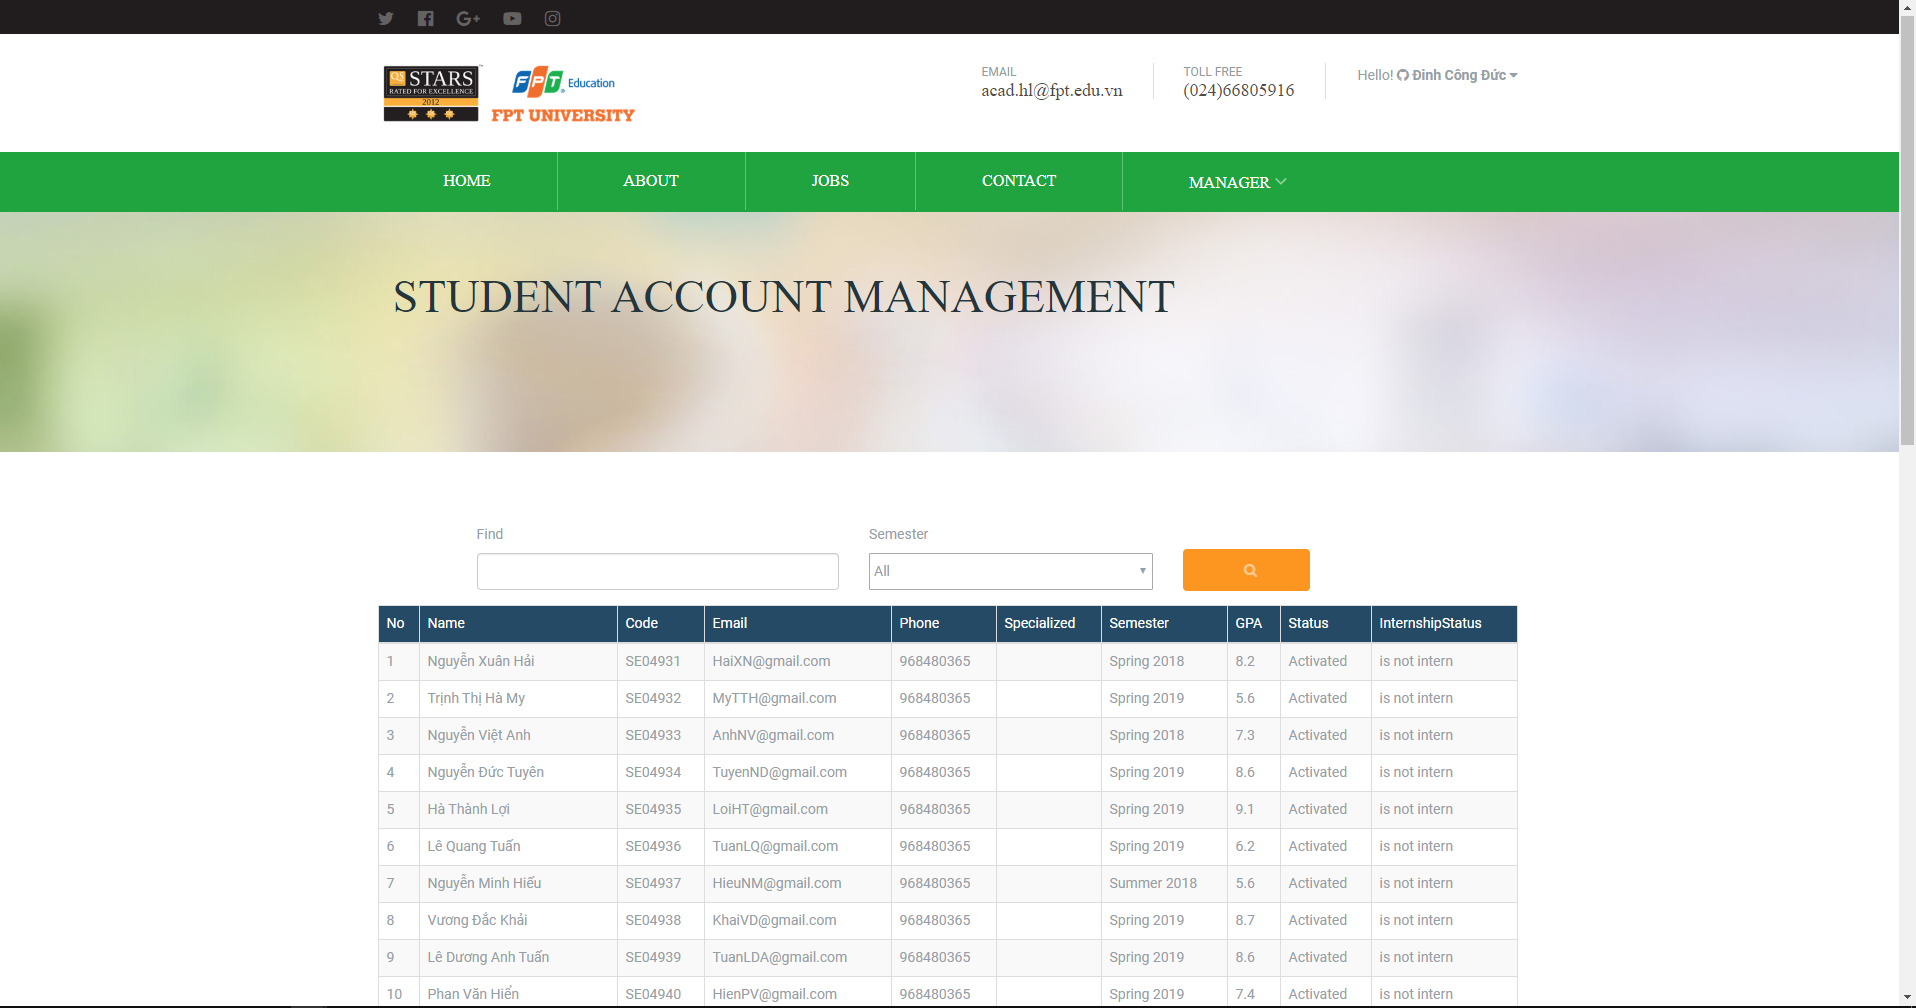 QS STARS
RATED FOR EXCELLENCE
2012
FPT Education
FPT UNIVERSITY
EMAIL
acad.hl@fpt.edu.vn
TOLL FREE
(024)66805916
Hello! Đinh Công Đức
HOME ABOUT JOBS CONTACT MANAGER
STUDENT ACCOUNT MANAGEMENT
Find Semester
All
No Name Code Email Phone Specialized Semester GPA Status InternshipStatus
1 Nguyễn Xuân Hải SE04931 HaiXN@gmail.com 968480365 Spring 2018 8.2 Activated is not intern
2 Trịnh Thị Hà My SE04932 MyTTH@gmail.com 968480365 Spring 2019 5.6 Activated is not intern
3 Nguyễn Việt Anh SE04933 AnhNV@gmail.com 968480365 Spring 2018 7.3 Activated is not intern
4 Nguyễn Đức Tuyên SE04934 TuyenND@gmail.com 968480365 Spring 2019 8.6 Activated is not intern
5 Hà Thành Lợi SE04935 LoiHT@gmail.com 968480365 Spring 2019 9.1 Activated is not intern
6 Lê Quang Tuấn SE04936 TuanLQ@gmail.com 968480365 Spring 2019 6.2 Activated is not intern
7 Nguyễn Minh Hiếu SE04937 HieuNM@gmail.com 968480365 Summer 2018 5.6 Activated is not intern
8 Vương Đắc Khải SE04938 KhaiVD@gmail.com 968480365 Spring 2019 8.7 Activated is not intern
9 Lê Dương Anh Tuấn SE04939 TuanLDA@gmail.com 968480365 Spring 2019 8.6 Activated is not intern
10 Phan Văn Hiển SE04940 HienPV@gmail.com 968480365 Spring 2019 7.4 Activated is not intern